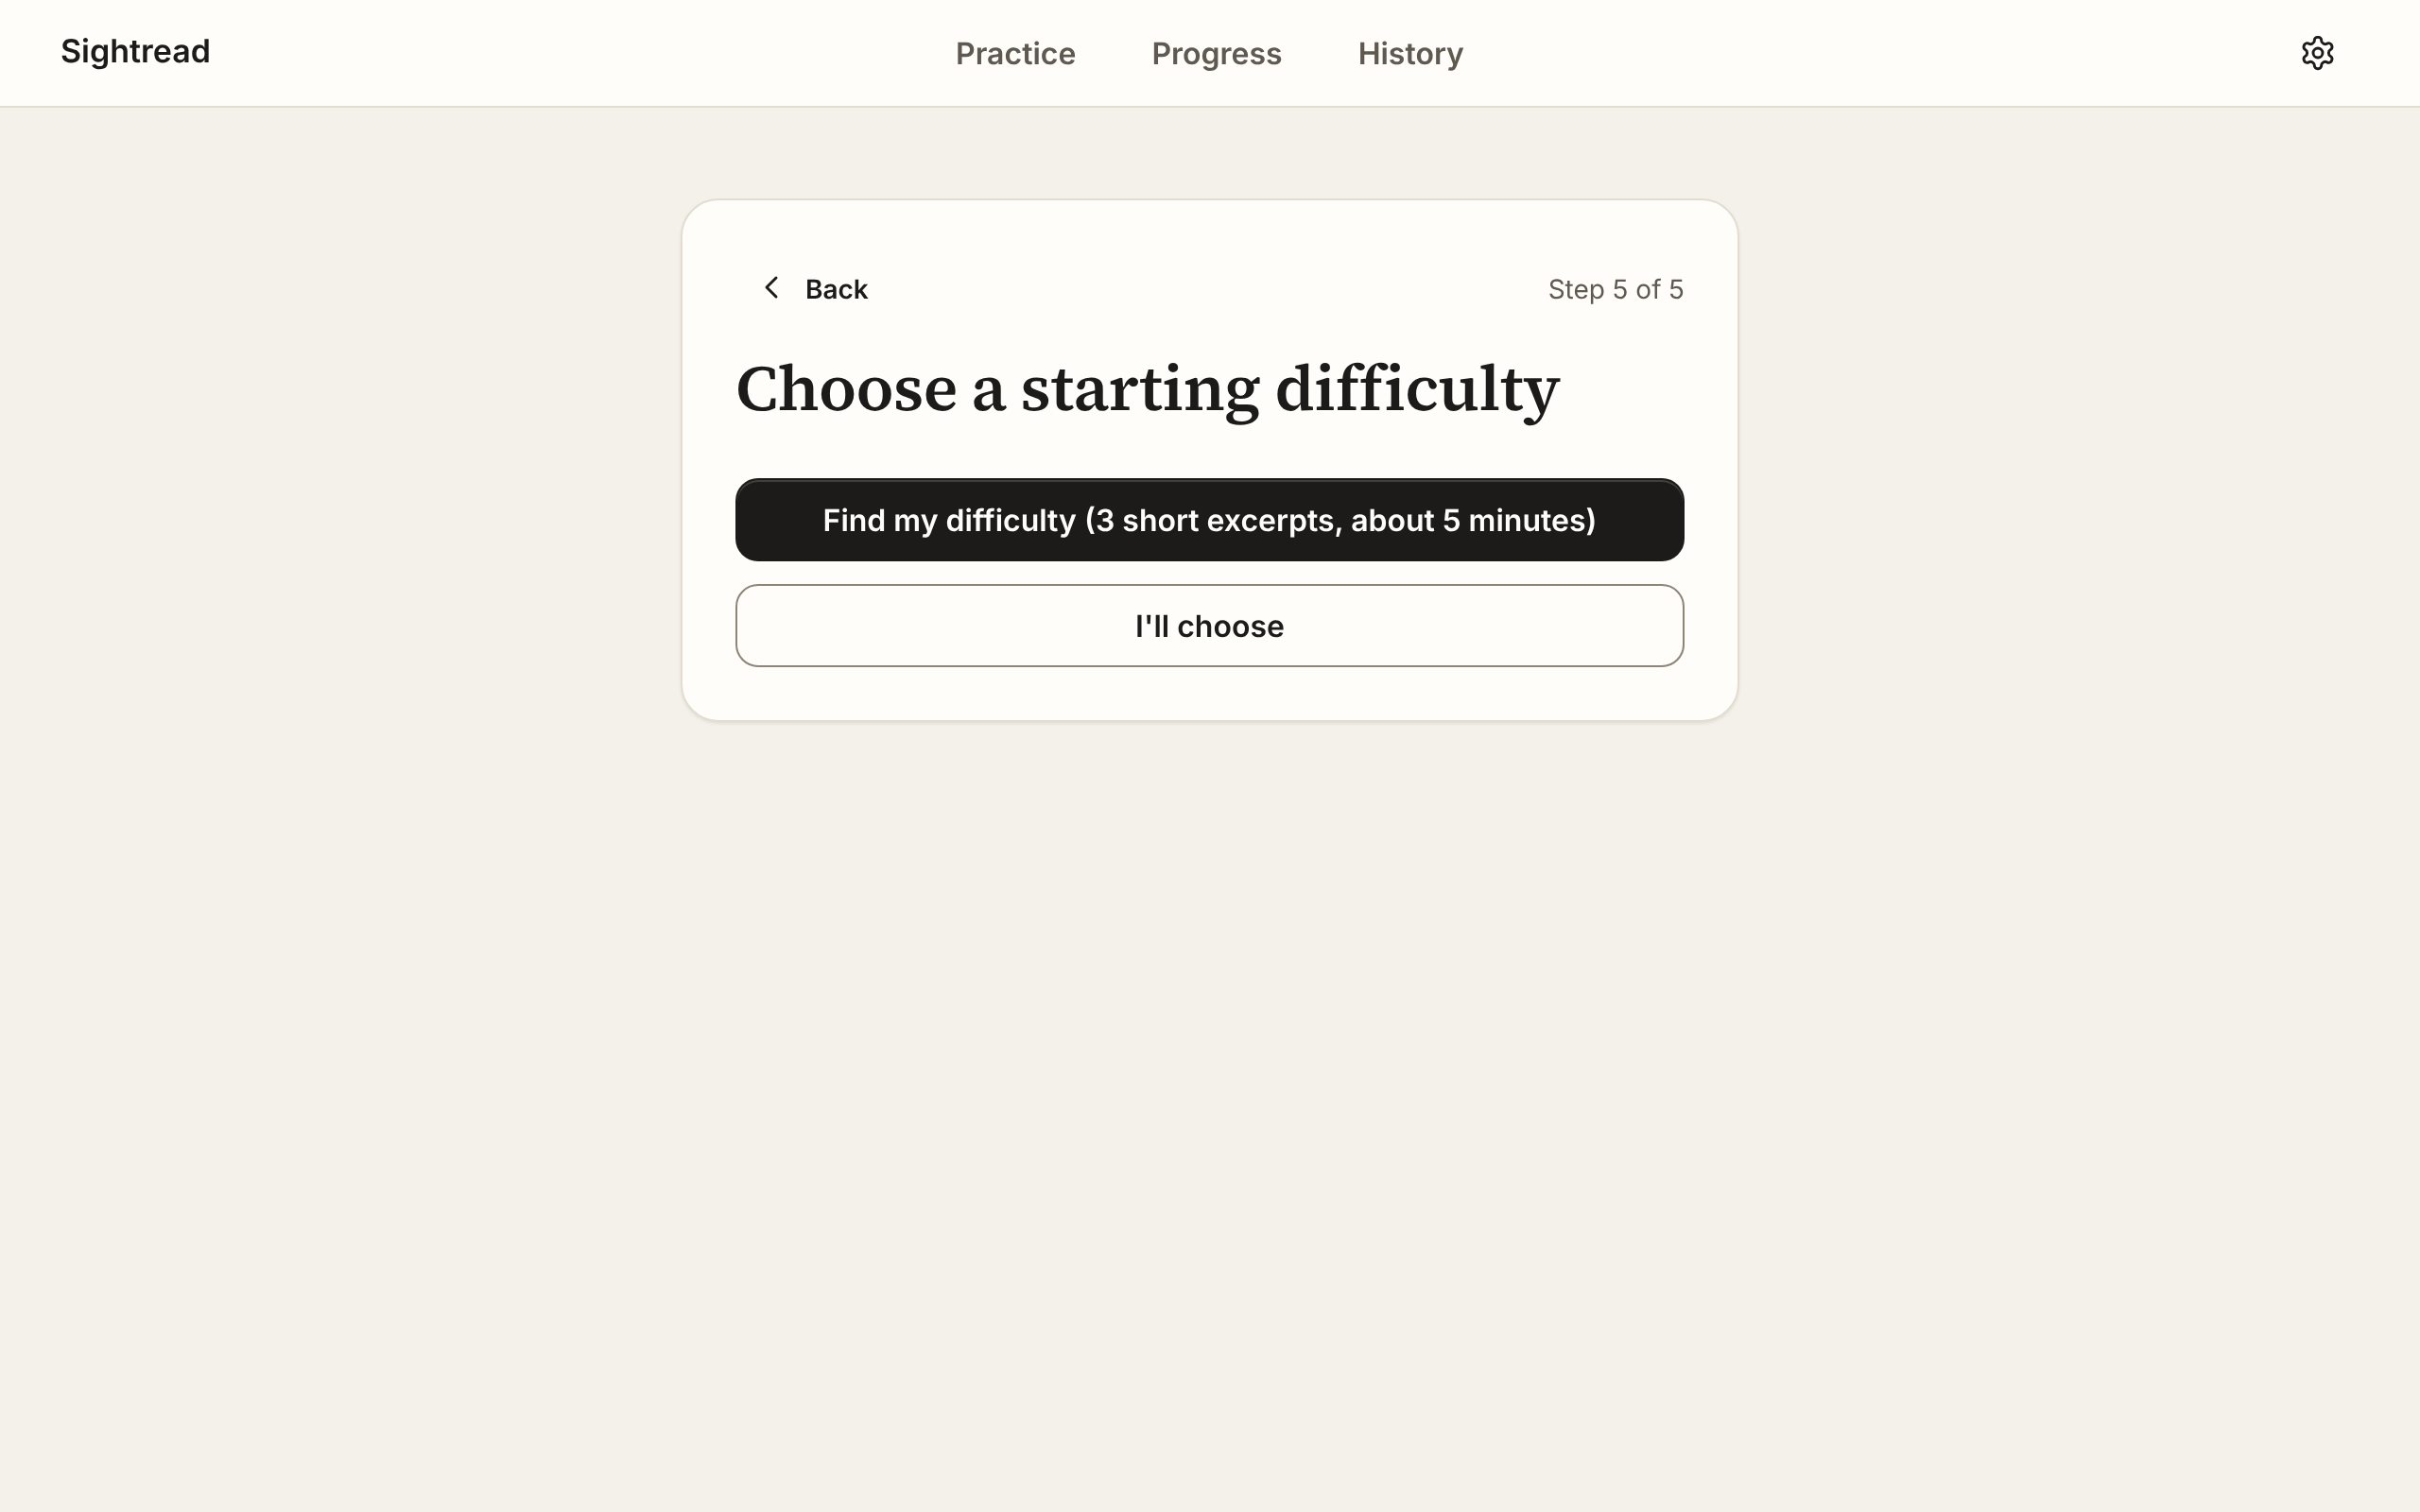 Sightread
Practice
Progress
History
Back
Step 5 of 5
Choose a starting difficulty
Find my difficulty (3 short excerpts, about 5 minutes)
I'll choose